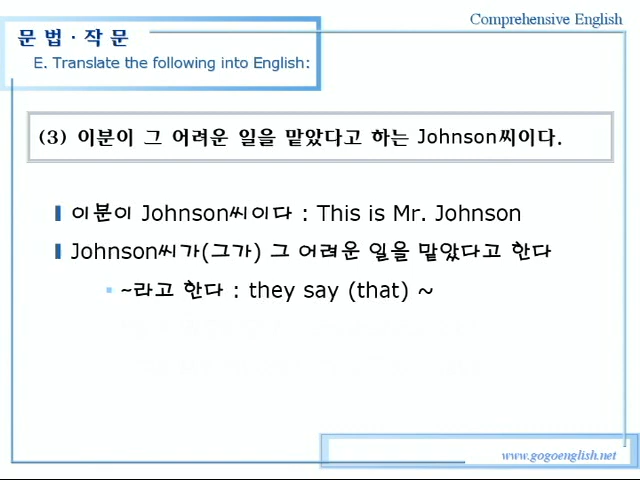 Comprehensive English
문 법 · 작 문
E. Translate the following into English:
(3) 이분이 그 어려운 일을 맡았다고 하는 Johnson씨이다.
이분이 Johnson씨이다 : This is Mr. Johnson
Johnson씨가(그가) 그 어려운 일을 맡았다고 한다
~라고 한다 : they say (that) ~
www.gogoenglish.net